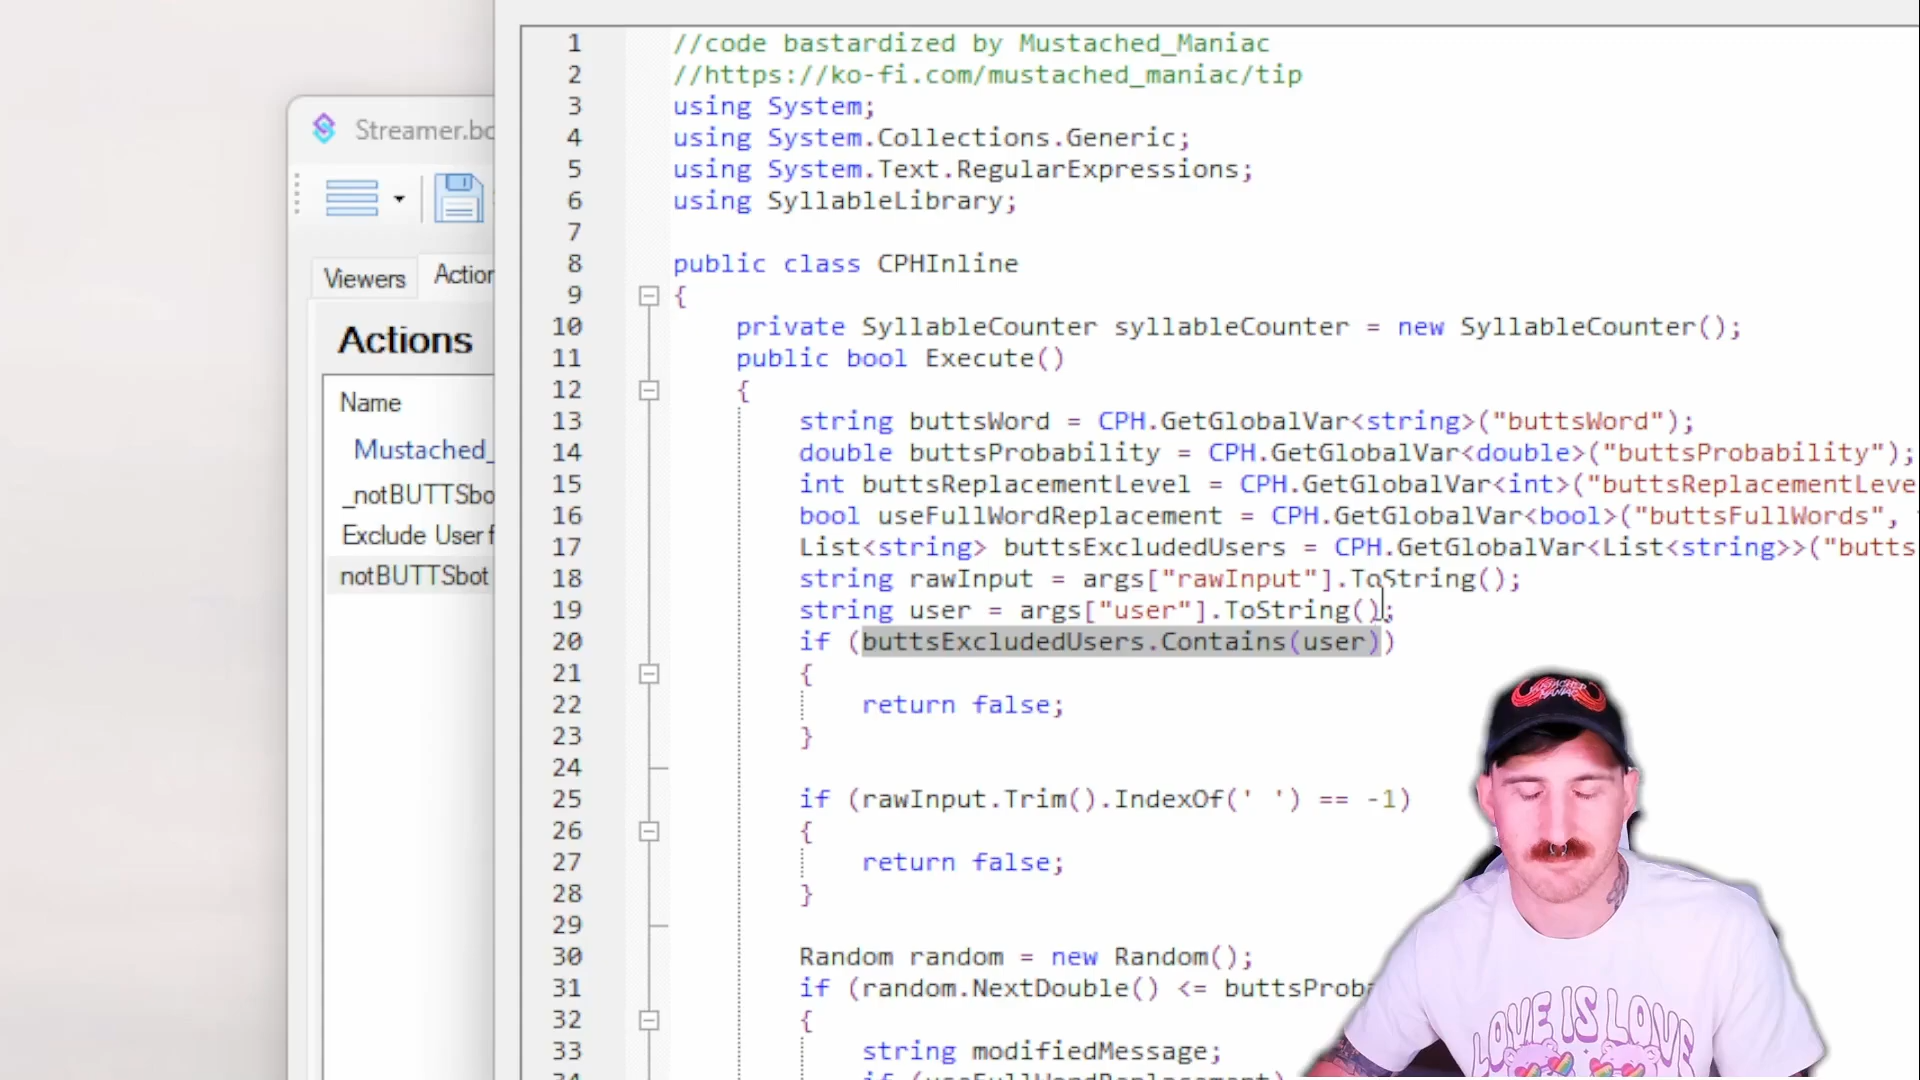 Streamer.bo
Viewers
Action
Actions
Name
Mustached_
_notBUTTSbo
Exclude User f
notBUTTSbot
1 //code bastardized by Mustached_Maniac
2 //https://ko-fi.com/mustached_maniac/tip
3 using System;
4 using System.Collections.Generic;
5 using System.Text.RegularExpressions;
6 using SyllableLibrary;
7
8 public class CPHInline
9 {
10 private SyllableCounter syllableCounter = new SyllableCounter();
11 public bool Execute()
12 {
13 string buttsWord = CPH.GetGlobalVar<string>("buttsWord");
14 double buttsProbability = CPH.GetGlobalVar<double>("buttsProbability");
15 int buttsReplacementLevel = CPH.GetGlobalVar<int>("buttsReplacementLeve
16 bool useFullWordReplacement = CPH.GetGlobalVar<bool>("buttsFullWords",
17 List<string> buttsExcludedUsers = CPH.GetGlobalVar<List<string>>("butts
18 string rawInput = args["rawInput"].ToString();
19 string user = args["user"].ToString();
20 if (buttsExcludedUsers.Contains(user))
21 {
22 return false;
23 }
24
25 if (rawInput.Trim().IndexOf(' ') == -1)
26 {
27 return false;
28 }
29
30 Random random = new Random();
31 if (random.NextDouble() <= buttsProba
32 {
33 string modifiedMessage;
34 if (useFullWordReplacement)
MUSTACHED
MANIAC
LOVE IS LOVE